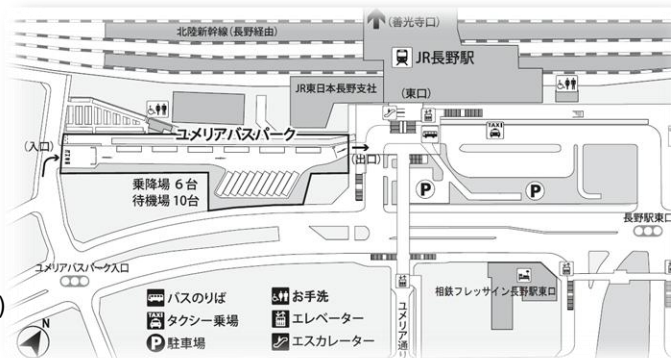 北陸新幹線(長野経由)
(善光寺口)
JR長野駅
JR東日本長野支社
(東口)
ユメリアバスパーク
TAXI
(入口)
(出口)
乗降場 6台
待機場 10台
P
P
長野駅東口
ユメリアバスパーク入口
相鉄フレッサイン長野駅東口
ユメリア通り
バスのりば
お手洗
TAXI
タクシー乗場
エレベーター
P
駐車場
エスカレーター
N
)